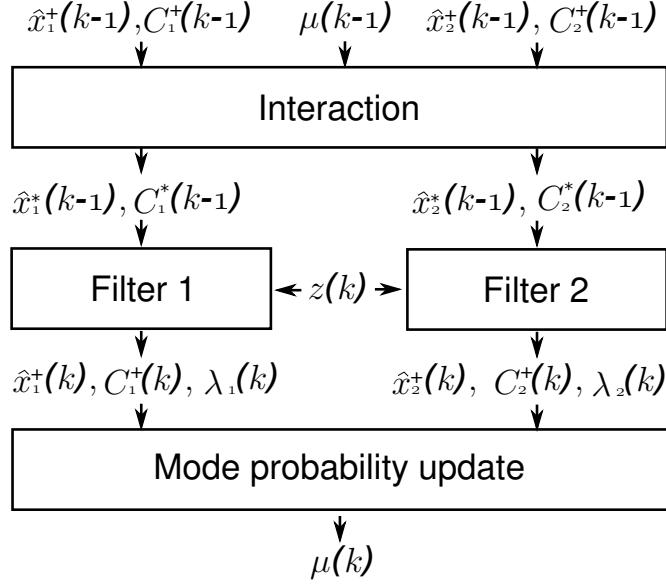 x̂₁⁺(k-1), C₁⁺(k-1) μ(k-1) x̂₂⁺(k-1), C₂⁺(k-1)
Interaction
x̂₁*(k-1), C₁*(k-1) x̂₂*(k-1), C₂*(k-1)
Filter 1 z(k) Filter 2
x̂₁⁺(k), C₁⁺(k), λ₁(k) x̂₂⁺(k), C₂⁺(k), λ₂(k)
Mode probability update
μ(k)